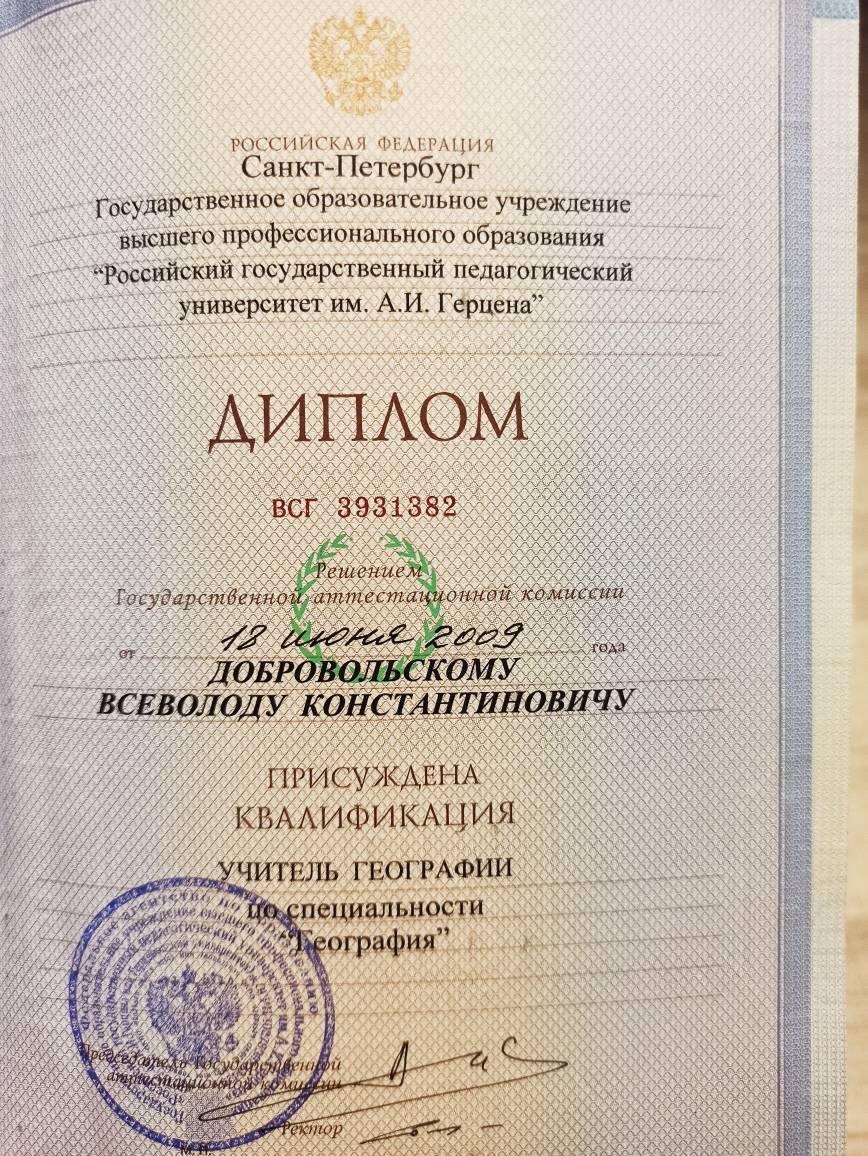 РОССИЙСКАЯ ФЕДЕРАЦИЯ
Санкт-Петербург
Государственное образовательное учреждение
высшего профессионального образования
“Российский государственный педагогический
университет им. А.И. Герцена”
ДИПЛОМ
ВСГ 3931382
Решением
Государственной аттестационной комиссии
от 18 июня 2009 года
ДОБРОВОЛЬСКОМУ
ВСЕВОЛОДУ КОНСТАНТИНОВИЧУ
ПРИСУЖДЕНА
КВАЛИФИКАЦИЯ
УЧИТЕЛЬ ГЕОГРАФИИ
по специальности
“География”
Председатель Государственной
аттестационной комиссии
Ректор
М.П.